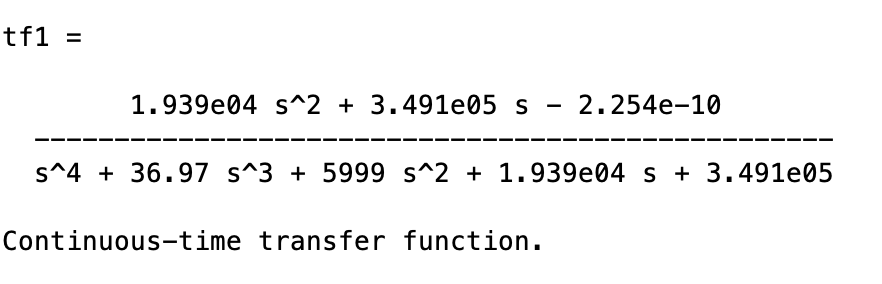 tf1 =
1.939e04 s^2 + 3.491e05 s - 2.254e-10
--------------------------------------------------
s^4 + 36.97 s^3 + 5999 s^2 + 1.939e04 s + 3.491e05
Continuous-time transfer function.